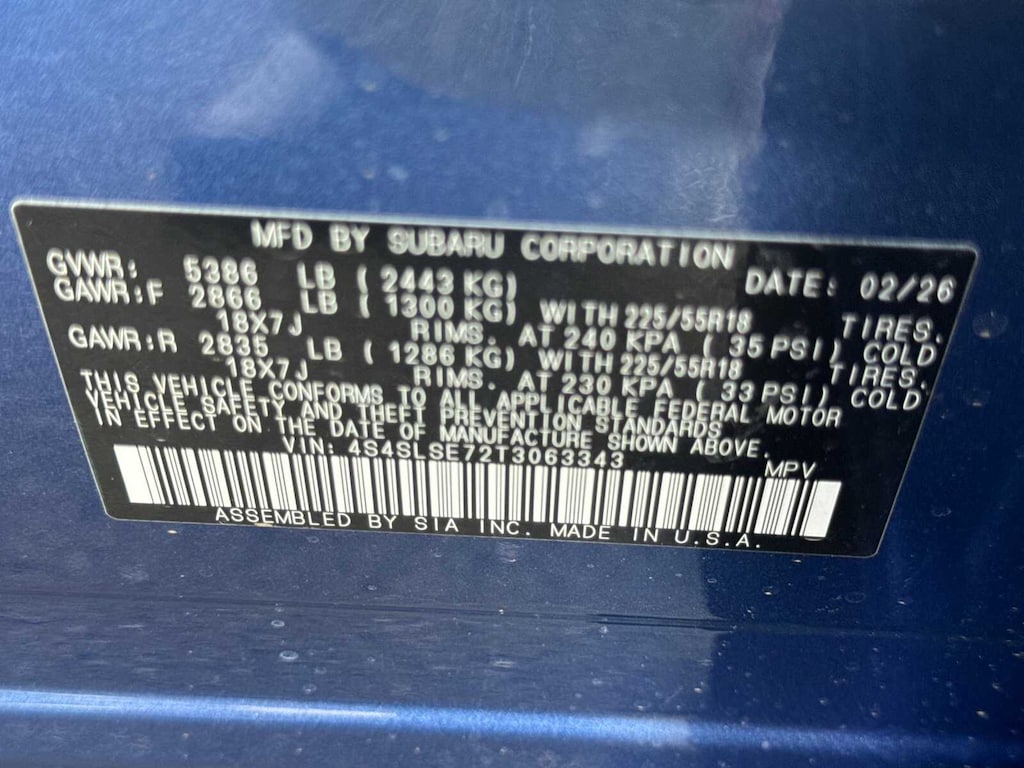 MFD BY SUBARU CORPORATION
GVWR: 5386 LB ( 2443 KG) DATE: 02/26
GAWR:F 2866 LB ( 1300 KG) WITH 225/55R18 TIRES.
18X7J RIMS. AT 240 KPA ( 35 PSI) COLD
GAWR:R 2835 LB ( 1286 KG) WITH 225/55R18 TIRES.
18X7J RIMS. AT 230 KPA ( 33 PSI) COLD
THIS VEHICLE CONFORMS TO ALL APPLICABLE FEDERAL MOTOR
VEHICLE SAFETY AND THEFT PREVENTION STANDARDS
IN EFFECT ON THE DATE OF MANUFACTURE SHOWN ABOVE.
VIN: 4S4SLSE72T3063343 MPV
ASSEMBLED BY SIA INC. MADE IN U.S.A.